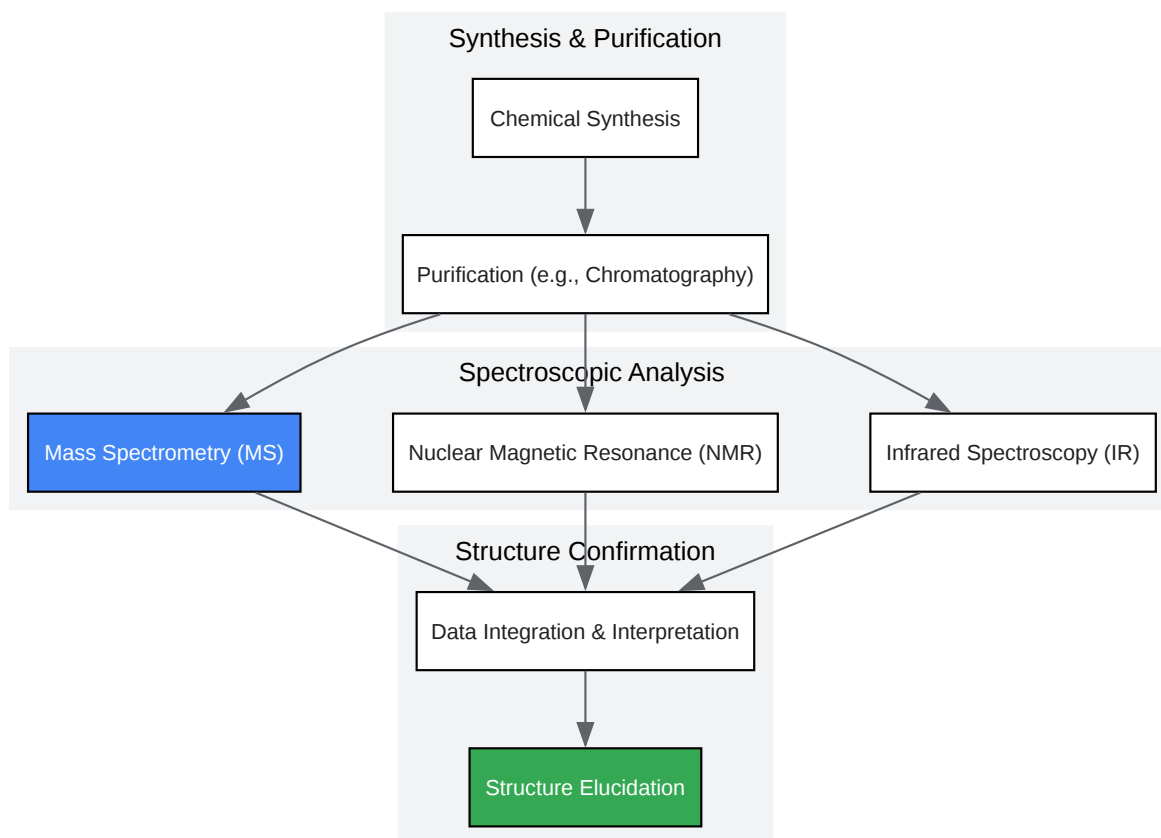 Synthesis & Purification
Chemical Synthesis
Purification (e.g., Chromatography)
Spectroscopic Analysis
Mass Spectrometry (MS)
Nuclear Magnetic Resonance (NMR)
Infrared Spectroscopy (IR)
Structure Confirmation
Data Integration & Interpretation
Structure Elucidation